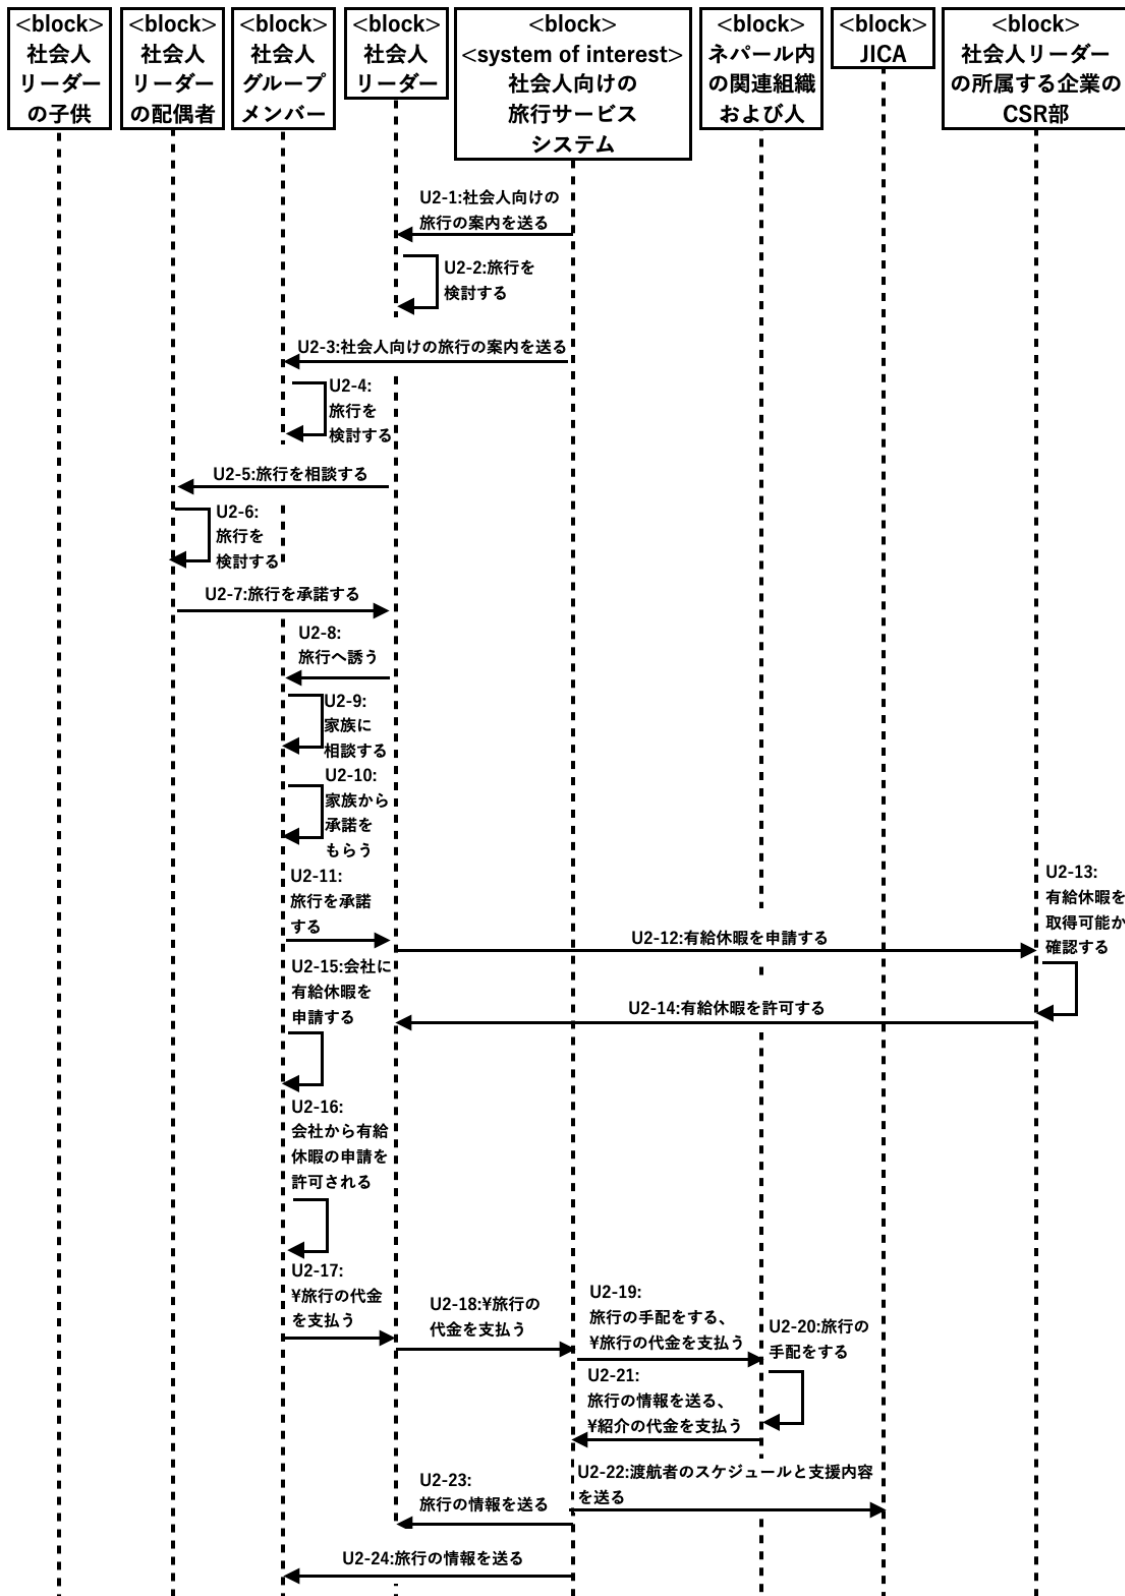 <block>
社会人
リーダー
の子供
<block>
社会人
リーダー
の配偶者
<block>
社会人
グループ
メンバー
<block>
社会人
リーダー
<block>
<system of interest>
社会人向けの
旅行サービス
システム
<block>
ネパール内
の関連組織
および人
<block>
JICA
<block>
社会人リーダー
の所属する企業の
CSR部
U2-1:社会人向けの
旅行の案内を送る
U2-2:旅行を
検討する
U2-3:社会人向けの旅行の案内を送る
U2-4:
旅行を
検討する
U2-5:旅行を相談する
U2-6:
旅行を
検討する
U2-7:旅行を承諾する
U2-8:
旅行へ誘う
U2-9:
家族に
相談する
U2-10:
家族から
承諾を
もらう
U2-11:
旅行を承諾
する
U2-12:有給休暇を申請する
U2-13:
有給休暇を
取得可能か
確認する
U2-14:有給休暇を許可する
U2-15:会社に
有給休暇を
申請する
U2-16:
会社から有給
休暇の申請を
許可される
U2-17:
¥旅行の代金
を支払う
U2-18:¥旅行の
代金を支払う
U2-19:
旅行の手配をする、
¥旅行の代金を支払う
U2-20:旅行の
手配をする
U2-21:
旅行の情報を送る、
¥紹介の代金を支払う
U2-22:渡航者のスケジュールと支援内容
を送る
U2-23:
旅行の情報を送る
U2-24:旅行の情報を送る